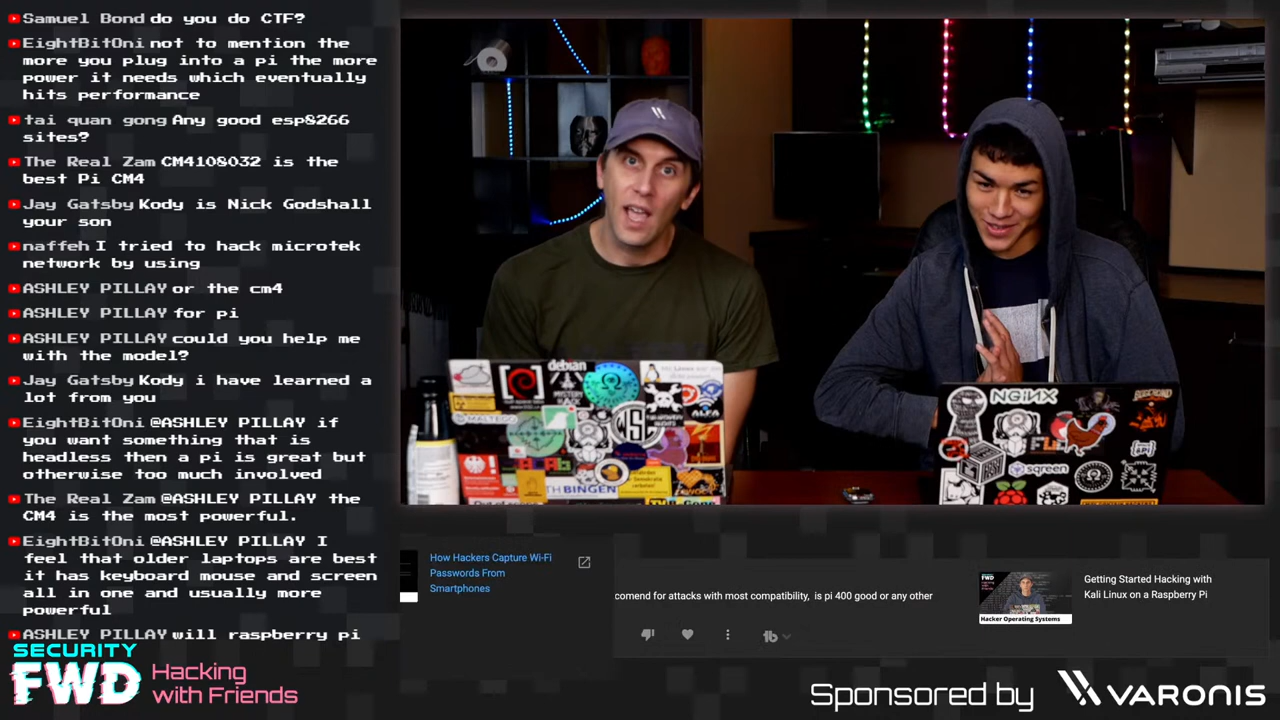 Samuel Bond do you do CTF?
EightBitOni not to mention the
more you plug into a pi the more
power it needs which eventually
hits performance
tai quan gong Any good esp8266
sites?
The Real Zam CM4108032 is the
best Pi CM4
Jay Gatsby Kody is Nick Godshall
your son
naffeh I tried to hack microtek
network by using
ASHLEY PILLAY or the cm4
ASHLEY PILLAY for pi
ASHLEY PILLAY could you help me
with the model?
Jay Gatsby Kody i have learned a
lot from you
EightBitOni @ASHLEY PILLAY if
you want something that is
headless then a pi is great but
otherwise too much involved
The Real Zam @ASHLEY PILLAY the
CM4 is the most powerful.
EightBitOni @ASHLEY PILLAY I
feel that older laptops are best
it has keyboard mouse and screen
all in one and usually more
powerful
ASHLEY PILLAY will raspberry pi
SECURITY
FWD
Hacking
with Friends
debian
MALTEGO
ALFA
TH BINGEN
NGiNX
sqreen
How Hackers Capture Wi-Fi
Passwords From
Smartphones
comend for attacks with most compatibility, is pi 400 good or any other
Hacker Operating Systems
Getting Started Hacking with
Kali Linux on a Raspberry Pi
Sponsored by
VARONIS